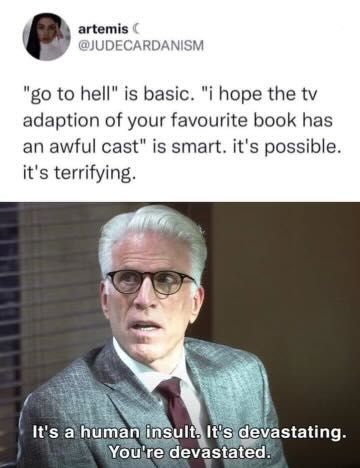 artemis ☾
@JUDECARDANISM
"go to hell" is basic. "i hope the tv
adaption of your favourite book has
an awful cast" is smart. it's possible.
it's terrifying.
It's a human insult. It's devastating.
You're devastated.